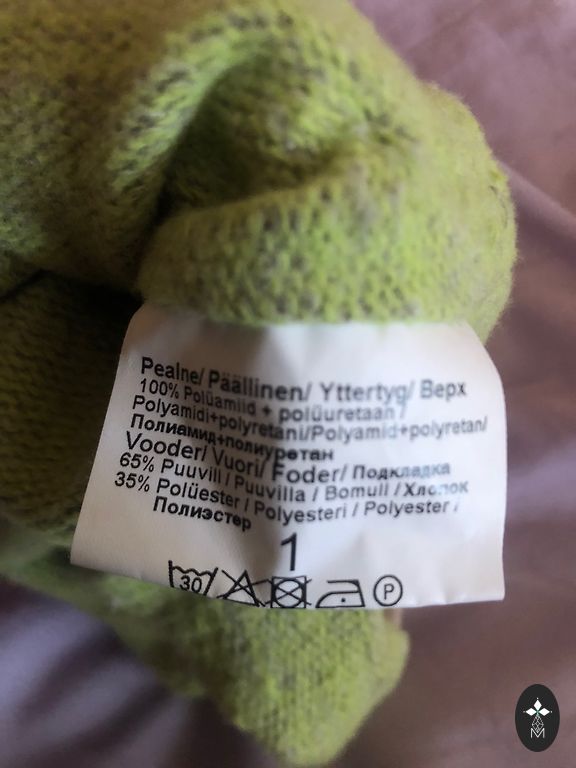 Pealne/ Päällinen/ Yttertyg/ Верх
100% Polüamiid + polüuretaan /
Polyamidi+polyretani/Polyamid+polyretan/
Полиамид+полиуретан
Vooder/ Vuori/ Foder/ Подкладка
65% Puuvill / Puuvilla / Bomull /Хлопок
35% Polüester / Polyesteri / Polyester /
Полиэстер
1
30 P
M